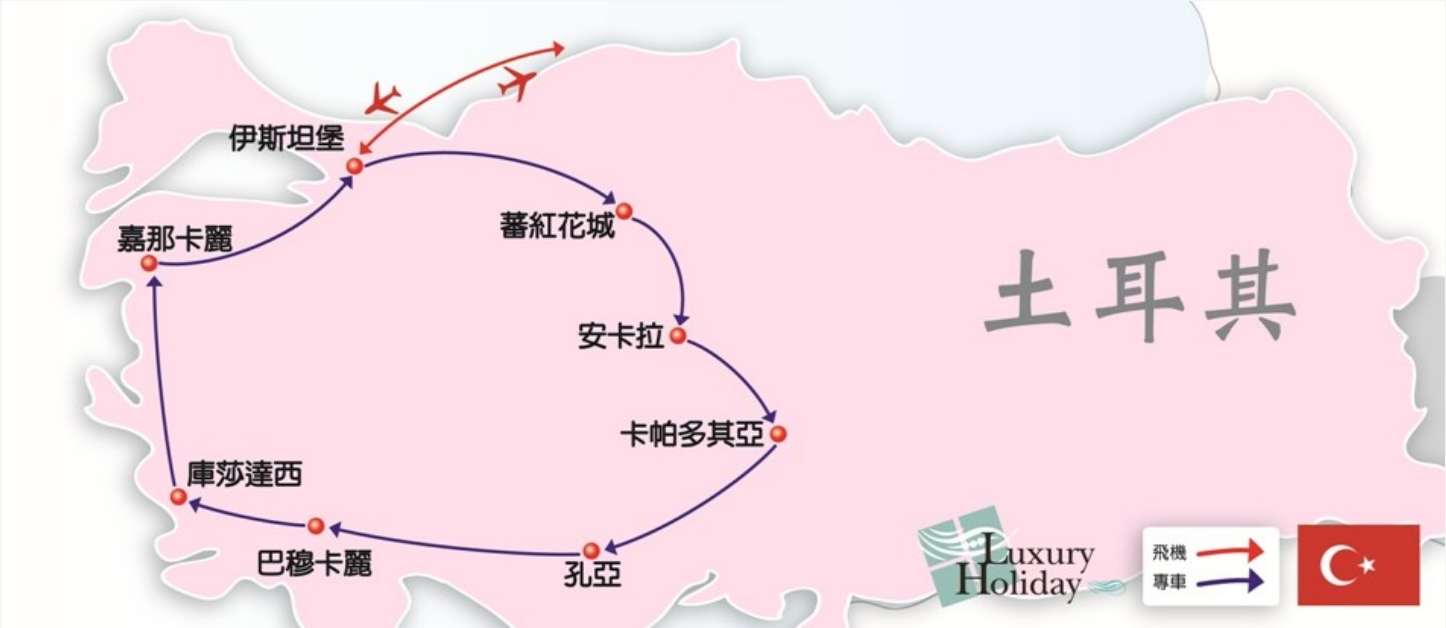 伊斯坦堡
蕃紅花城
嘉那卡麗
土耳其
安卡拉
卡帕多其亞
庫莎達西
巴穆卡麗
孔亞
Luxury
Holiday
飛機
專車